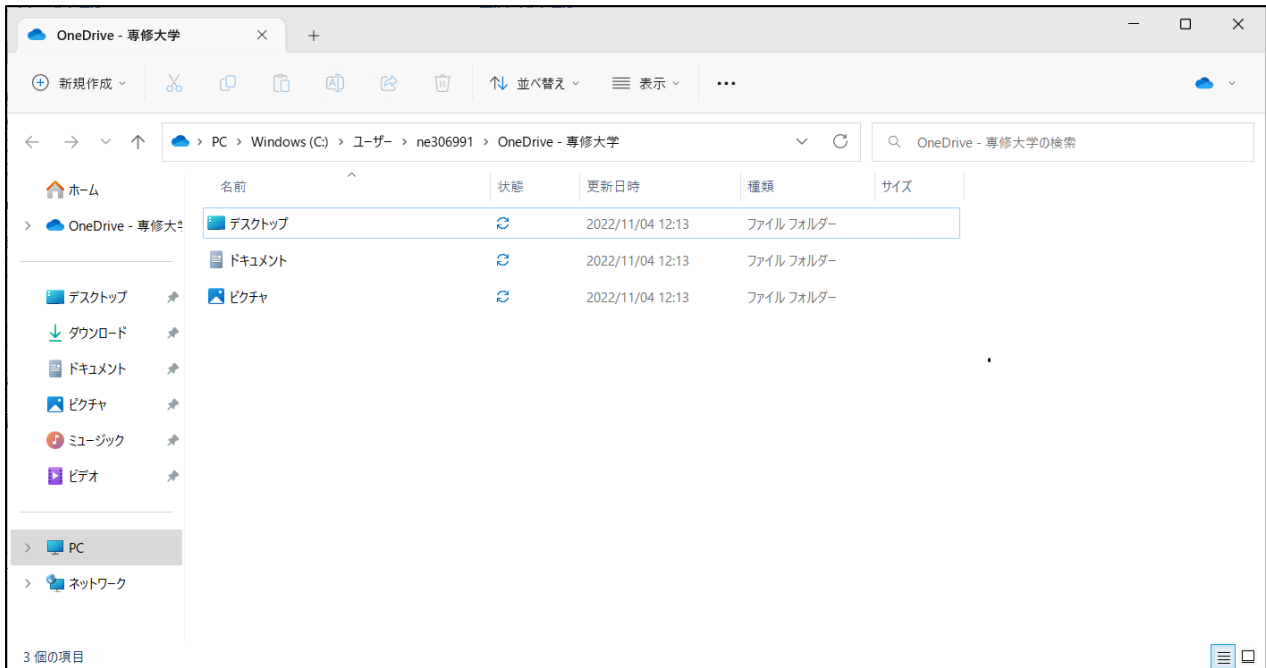 OneDrive - 専修大学
新規作成 並べ替え 表示
PC > Windows (C:) > ユーザー > ne306991 > OneDrive - 専修大学
OneDrive - 専修大学の検索
ホーム
OneDrive - 専修大学
デスクトップ
ダウンロード
ドキュメント
ピクチャ
ミュージック
ビデオ
PC
ネットワーク
名前 状態 更新日時 種類 サイズ
デスクトップ 2022/11/04 12:13 ファイル フォルダー
ドキュメント 2022/11/04 12:13 ファイル フォルダー
ピクチャ 2022/11/04 12:13 ファイル フォルダー
3 個の項目